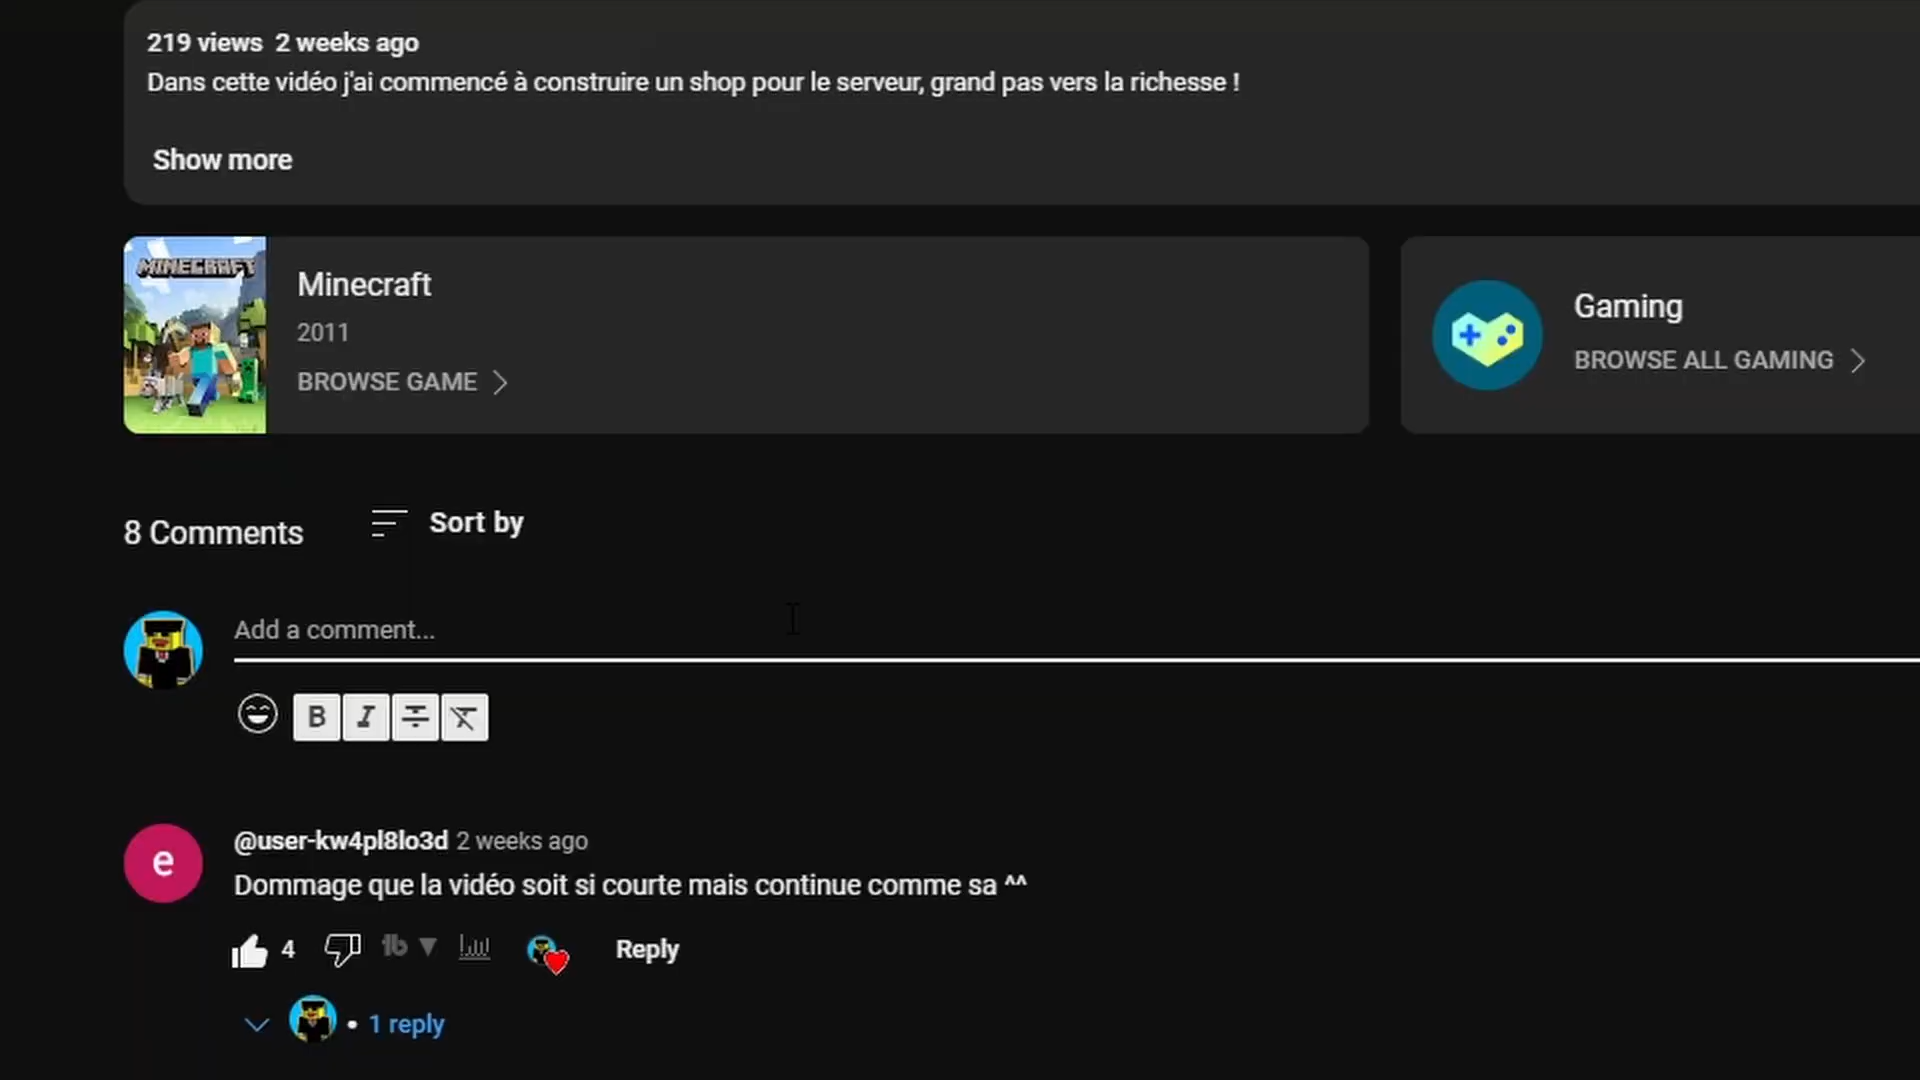 219 views 2 weeks ago
Dans cette vidéo j'ai commencé à construire un shop pour le serveur, grand pas vers la richesse !
Show more
MINECRAFT
Minecraft
2011
BROWSE GAME
Gaming
BROWSE ALL GAMING
8 Comments
Sort by
Add a comment...
B I T T
@user-kw4pl8lo3d 2 weeks ago
Dommage que la vidéo soit si courte mais continue comme sa ^^
e
4
tb
Reply
• 1 reply